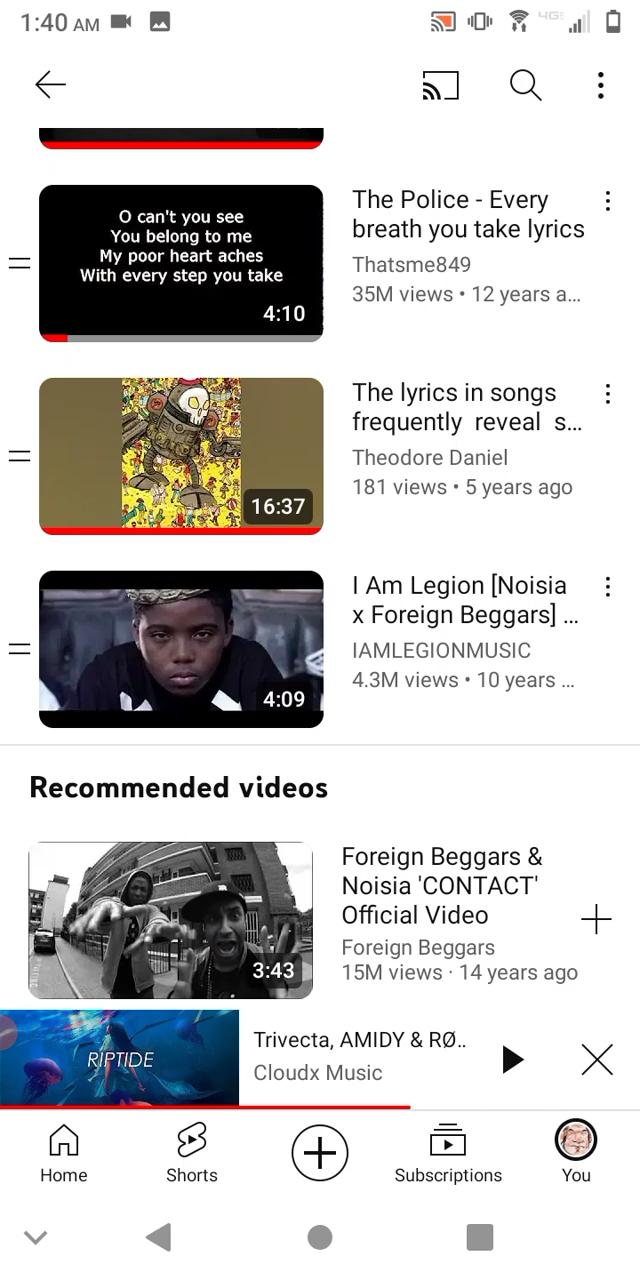 1:40 AM
4GE
O can't you see
You belong to me
My poor heart aches
With every step you take
4:10
The Police - Every
breath you take lyrics
Thatsme849
35M views • 12 years a...
16:37
The lyrics in songs
frequently reveal s...
Theodore Daniel
181 views • 5 years ago
4:09
I Am Legion [Noisia
x Foreign Beggars] ...
IAMLEGIONMUSIC
4.3M views • 10 years ...
Recommended videos
3:43
Foreign Beggars &
Noisia 'CONTACT'
Official Video
Foreign Beggars
15M views · 14 years ago
RIPTIDE
Trivecta, AMIDY & RØ..
Cloudx Music
Home
Shorts
Subscriptions
You